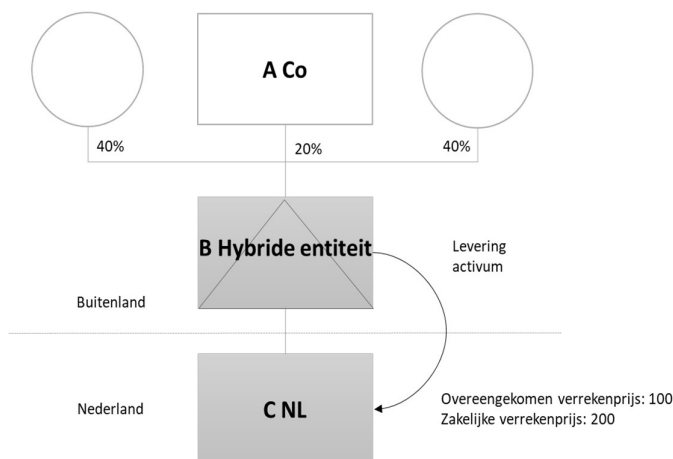 A Co
40%
20%
40%
B Hybride entiteit
Levering
activum
Buitenland
Nederland
C NL
Overeengekomen verrekenprijs: 100
Zakelijke verrekenprijs: 200